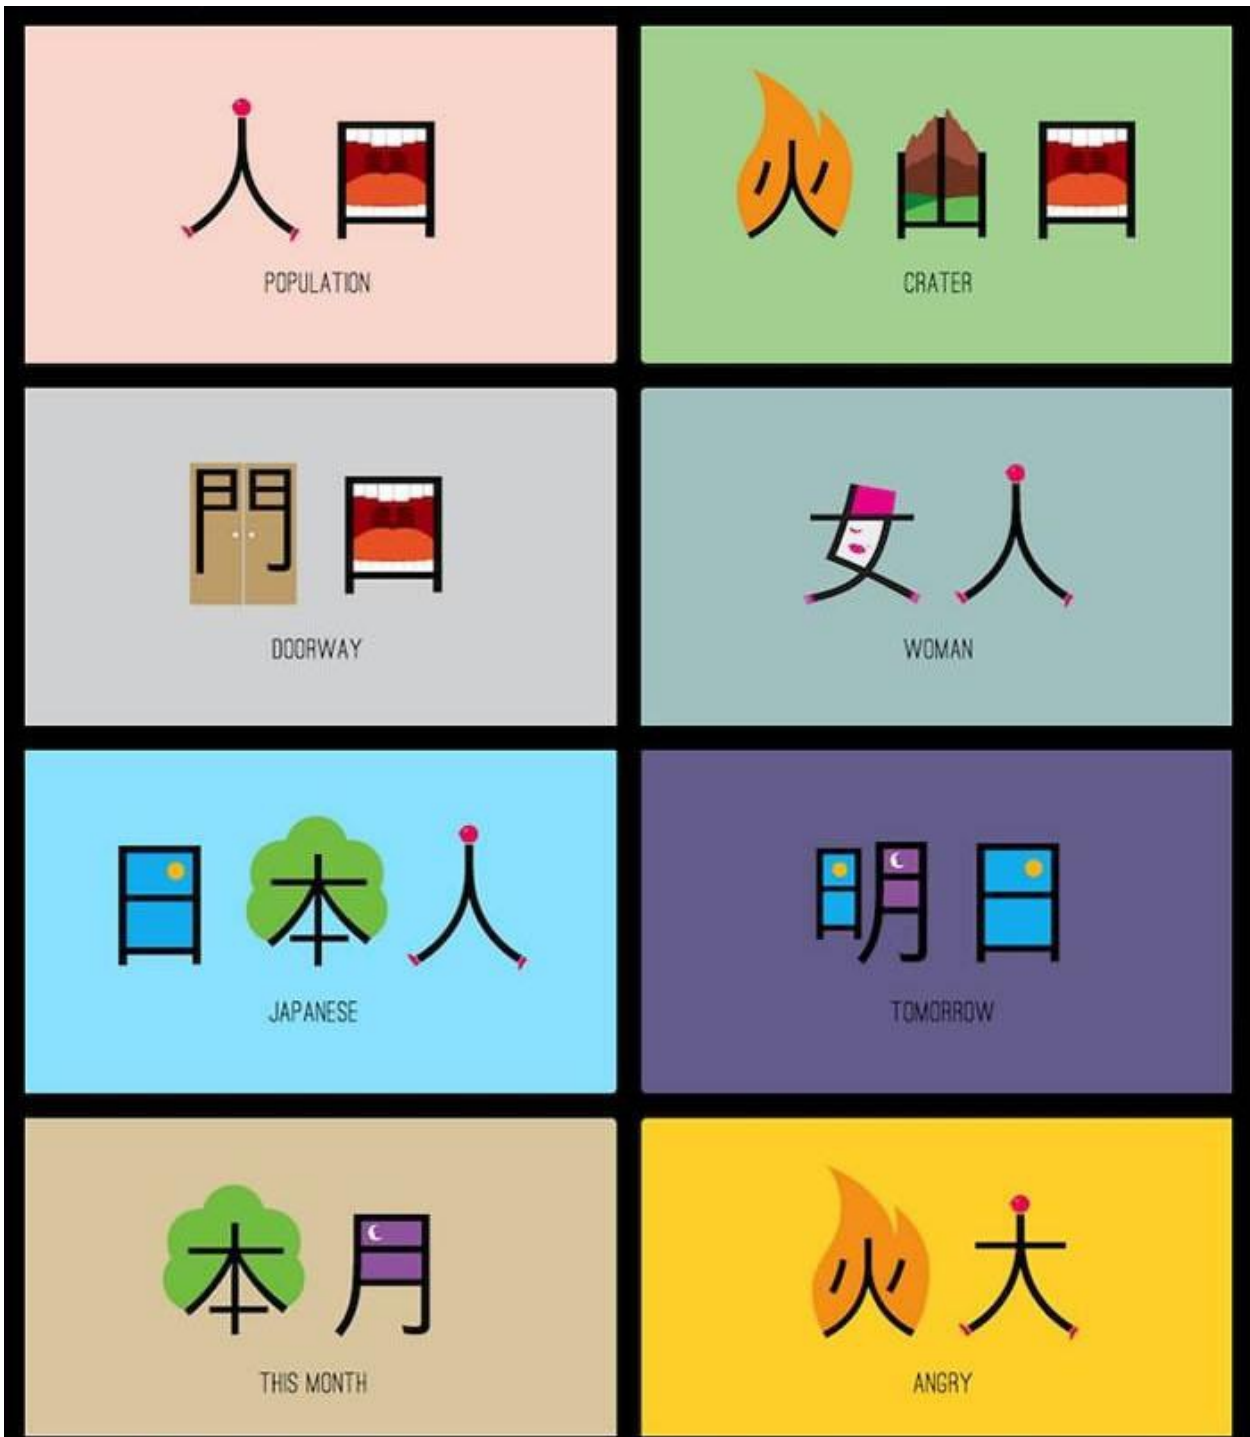 人口
POPULATION
火山口
CRATER
門口
DOORWAY
女人
WOMAN
日本人
JAPANESE
明日
TOMORROW
本月
THIS MONTH
火大
ANGRY